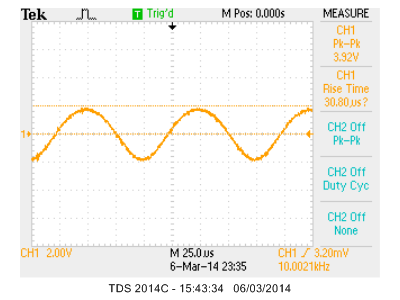 Tek T Trig'd M Pos: 0.000s MEASURE
CH1
Pk-Pk
3.92V
CH1
Rise Time
30.80us?
CH2 Off
Pk-Pk
CH2 Off
Duty Cyc
CH2 Off
None
1
CH1 2.00V M 25.0us CH1 3.20mV
6-Mar-14 23:35 10.0021kHz
TDS 2014C - 15:43:34 06/03/2014